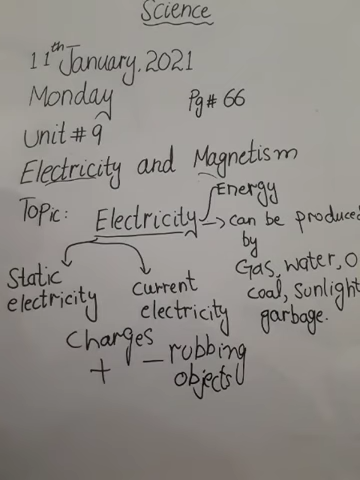 Science
11th January, 2021
Monday Pg# 66
Unit # 9
Electricity and Magnetism
Energy
Topic: Electricity can be produced
by
Gas, water, O
coal, Sunlight
garbage.
Static
electricity
Current
electricity
Charges
+ – rubbing
objects